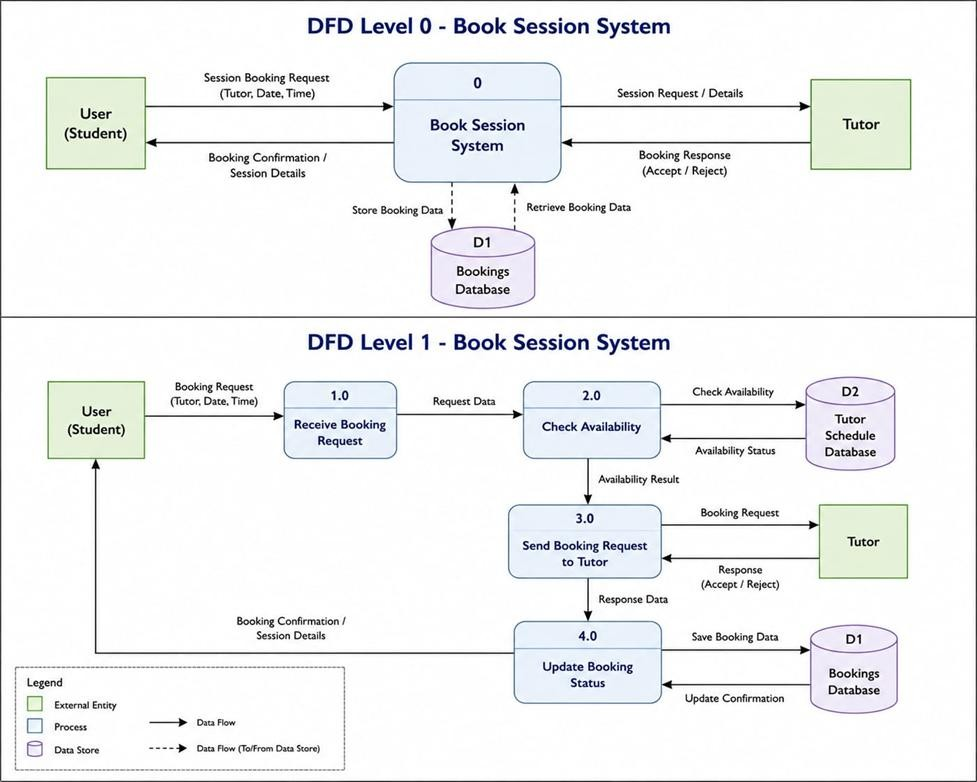 DFD Level 0 - Book Session System
Session Booking Request
(Tutor, Date, Time)
User
(Student)
Booking Confirmation /
Session Details
0
Book Session
System
Session Request / Details
Booking Response
(Accept / Reject)
Tutor
Store Booking Data
Retrieve Booking Data
D1
Bookings
Database
DFD Level 1 - Book Session System
User
(Student)
Booking Request
(Tutor, Date, Time)
1.0
Receive Booking
Request
Request Data
2.0
Check Availability
Check Availability
Availability Status
D2
Tutor
Schedule
Database
Availability Result
3.0
Send Booking Request
to Tutor
Booking Request
Response
(Accept / Reject)
Tutor
Response Data
4.0
Update Booking
Status
Save Booking Data
Update Confirmation
D1
Bookings
Database
Booking Confirmation /
Session Details
Legend
External Entity
Process
Data Store
Data Flow
Data Flow (To/From Data Store)